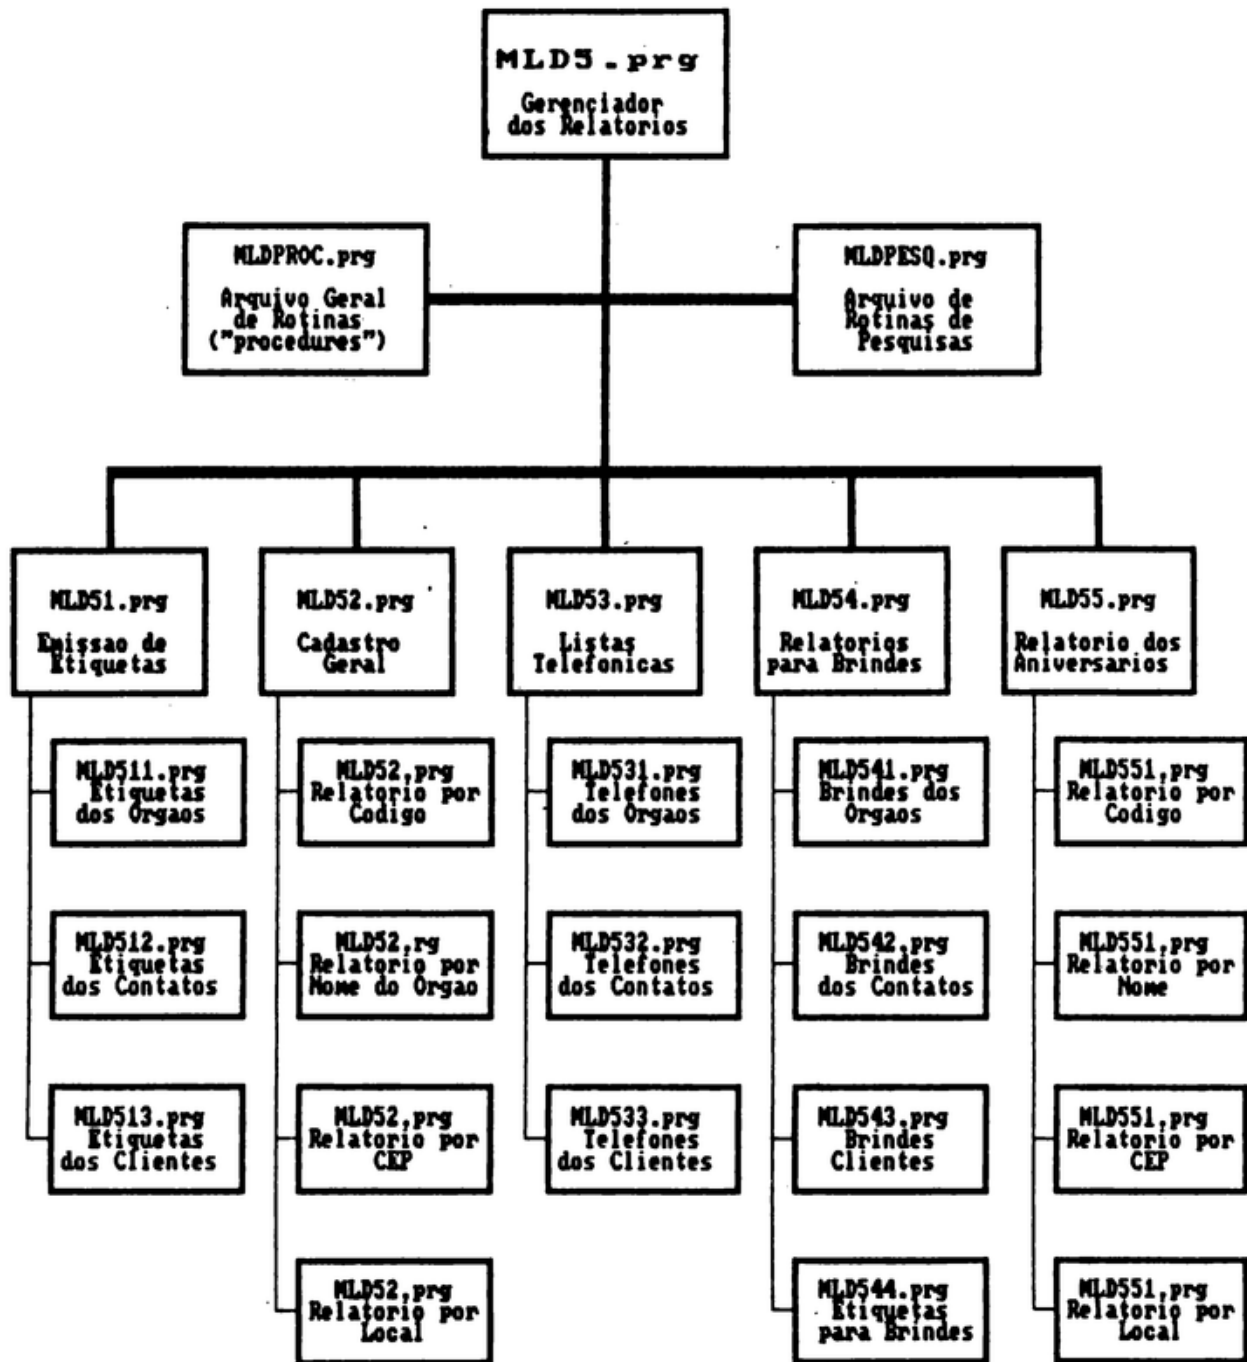 MLD5.prg
Gerenciador
dos Relatorios
MLDPROC.prg
Arquivo Geral
de Rotinas
("procedures")
MLDPESQ.prg
Arquivo de
Rotinas de
Pesquisas
MLD51.prg
Emissao de
Etiquetas
MLD52.prg
Cadastro
Geral
MLD53.prg
Listas
Telefonicas
MLD54.prg
Relatorios
para Brindes
MLD55.prg
Relatorio dos
Aniversarios
MLD511.prg
Etiquetas
dos Orgaos
MLD52,prg
Relatorio por
Codigo
MLD531.prg
Telefones
dos Orgaos
MLD541.prg
Brindes dos
Orgaos
MLD551,prg
Relatorio por
Codigo
MLD512.prg
Etiquetas
dos Contatos
MLD52,rg
Relatorio por
Nome do Orgao
MLD532.prg
Telefones
dos Contatos
MLD542.prg
Brindes
dos Contatos
MLD551,prg
Relatorio por
Nome
MLD513.prg
Etiquetas
dos Clientes
MLD52,prg
Relatorio por
CEP
MLD533.prg
Telefones
dos Clientes
MLD543.prg
Brindes
Clientes
MLD551,prg
Relatorio por
CEP
MLD52,prg
Relatorio por
Local
MLD544.prg
Etiquetas
para Brindes
MLD551,prg
Relatorio por
Local